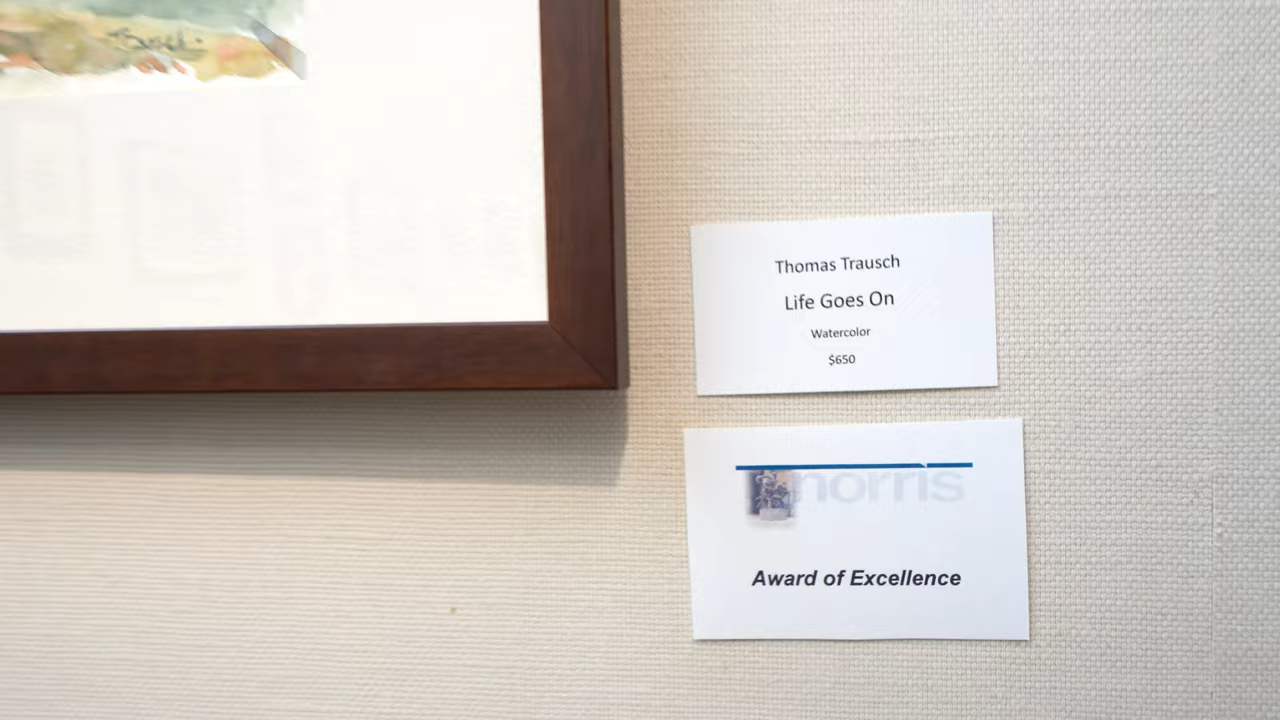 Thomas Trausch
Life Goes On
Watercolor
$650
norris
Award of Excellence